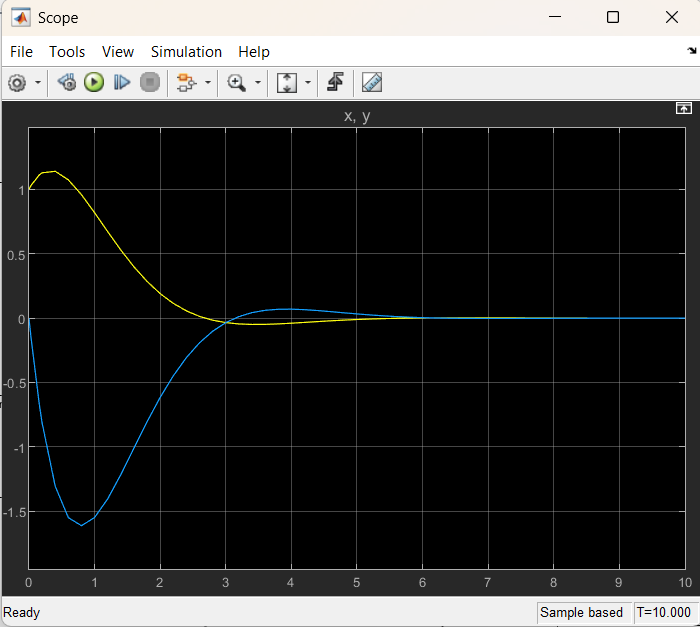 Scope
File Tools View Simulation Help
x, y
1
0.5
0
-0.5
-1
-1.5
0 1 2 3 4 5 6 7 8 9 10
Ready Sample based T=10.000